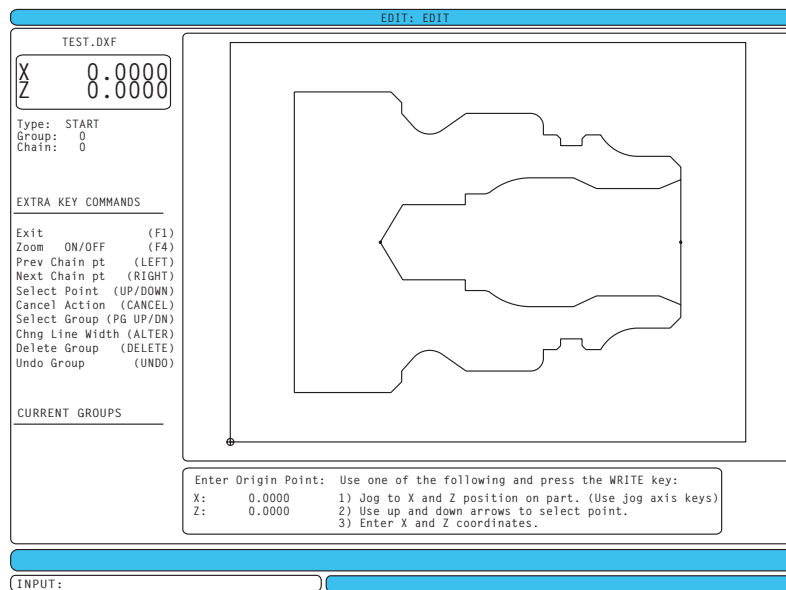 EDIT: EDIT
TEST.DXF
X 0.0000
Z 0.0000
Type: START
Group: 0
Chain: 0
EXTRA KEY COMMANDS
Exit (F1)
Zoom ON/OFF (F4)
Prev Chain pt (LEFT)
Next Chain pt (RIGHT)
Select Point (UP/DOWN)
Cancel Action (CANCEL)
Select Group (PG UP/DN)
Chng Line Width (ALTER)
Delete Group (DELETE)
Undo Group (UNDO)
CURRENT GROUPS
Enter Origin Point: Use one of the following and press the WRITE key:
X: 0.0000 1) Jog to X and Z position on part. (Use jog axis keys)
Z: 0.0000 2) Use up and down arrows to select point.
3) Enter X and Z coordinates.
INPUT: